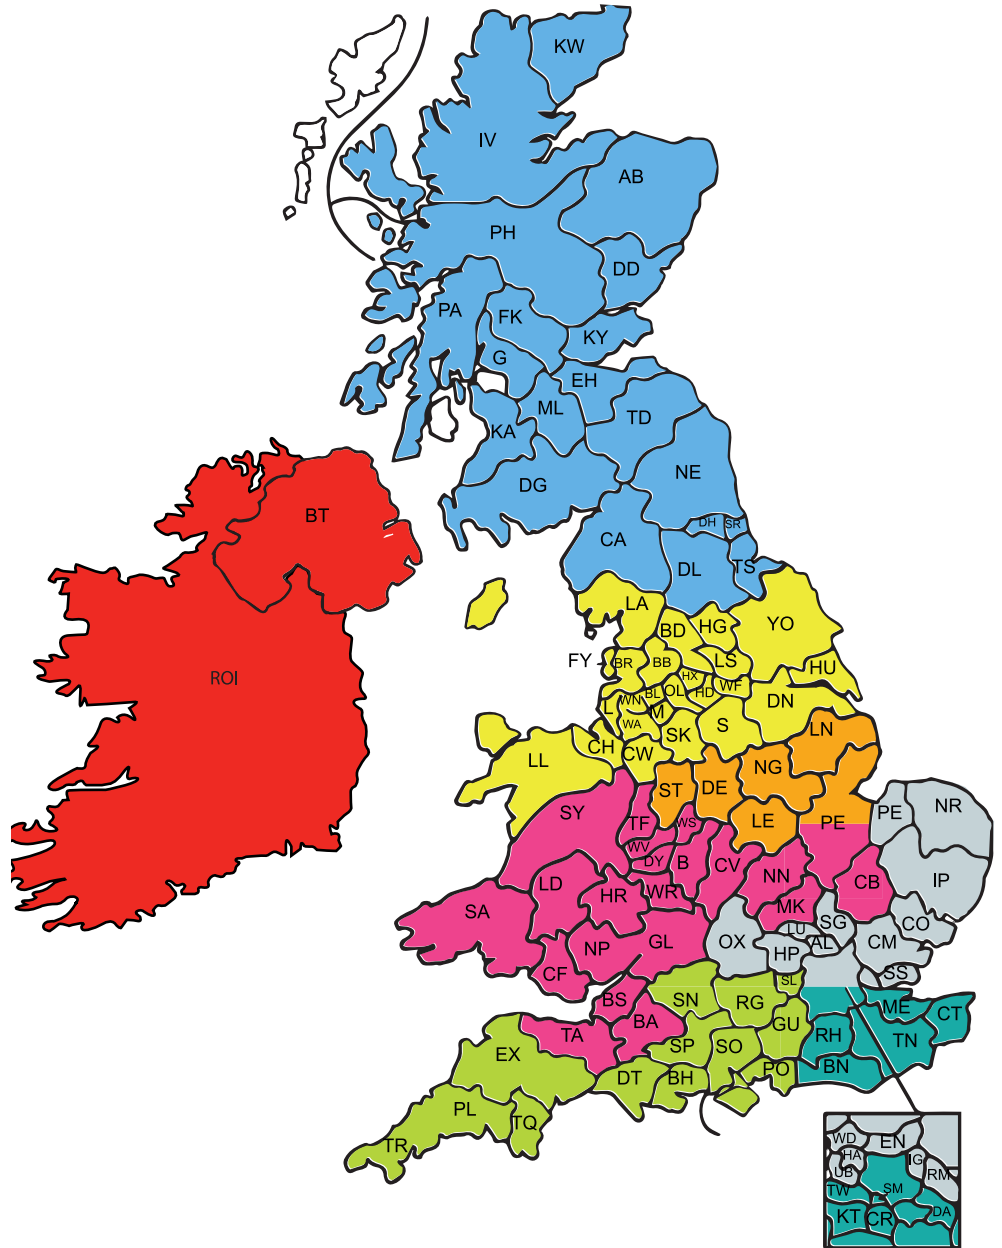 KW
IV
AB
PH
DD
PA
FK
KY
G
EH
ML
TD
KA
NE
DG
BT
DH
SR
CA
DL
TS
LA
YO
HG
BD
FY
BR
BB
LS
HU
ROI
HX
WF
HD
OL
BL
WN
DN
L
M
WA
S
LN
SK
CH
CW
LL
NG
ST
DE
SY
TF
WS
LE
PE
PE
NR
WV
DY
B
CV
NN
CB
IP
LD
HR
WR
MK
SA
SG
CO
LU
GL
OX
AL
CM
NP
HP
CF
SS
SL
BS
SN
RG
ME
CT
BA
GU
TA
RH
TN
SP
SO
EX
BN
PO
DT
BH
PL
TQ
TR
WD
EN
HA
IG
UB
RM
TW
SM
KT
CR
DA